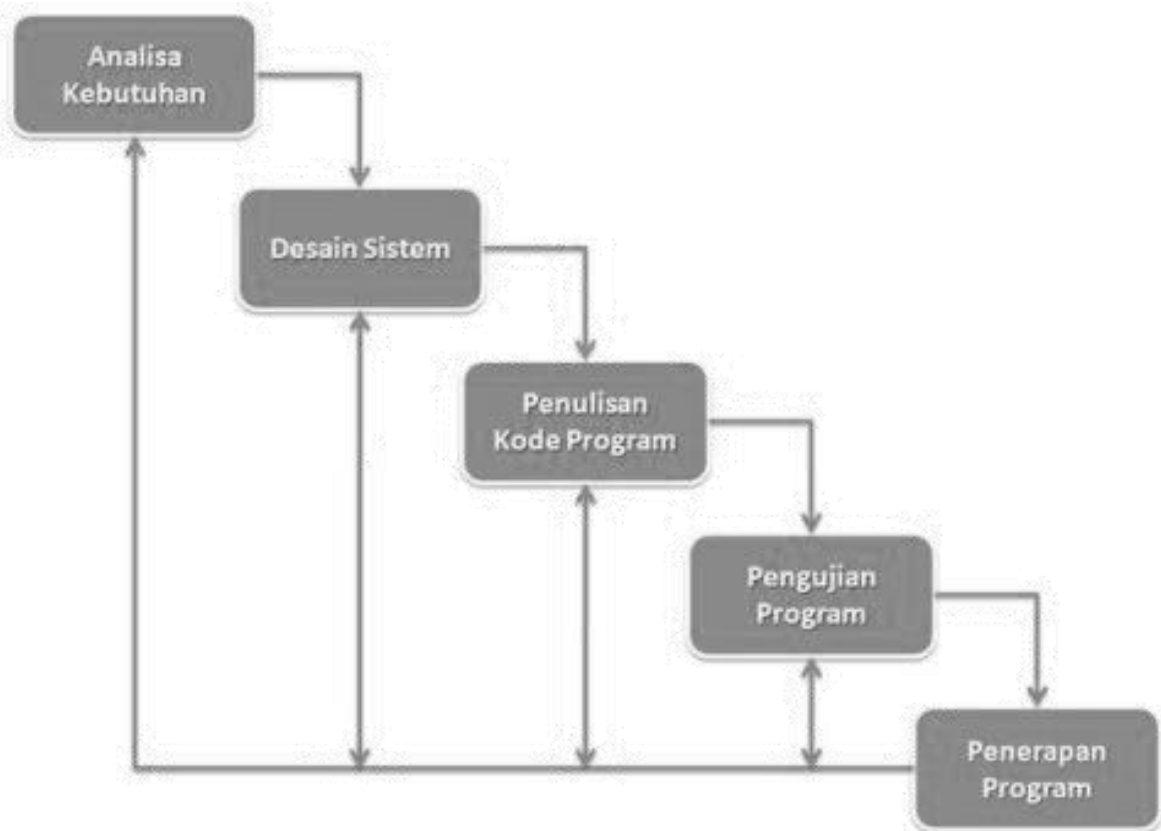 Analisa
Kebutuhan
Desain Sistem
Penulisan
Kode Program
Pengujian
Program
Penerapan
Program